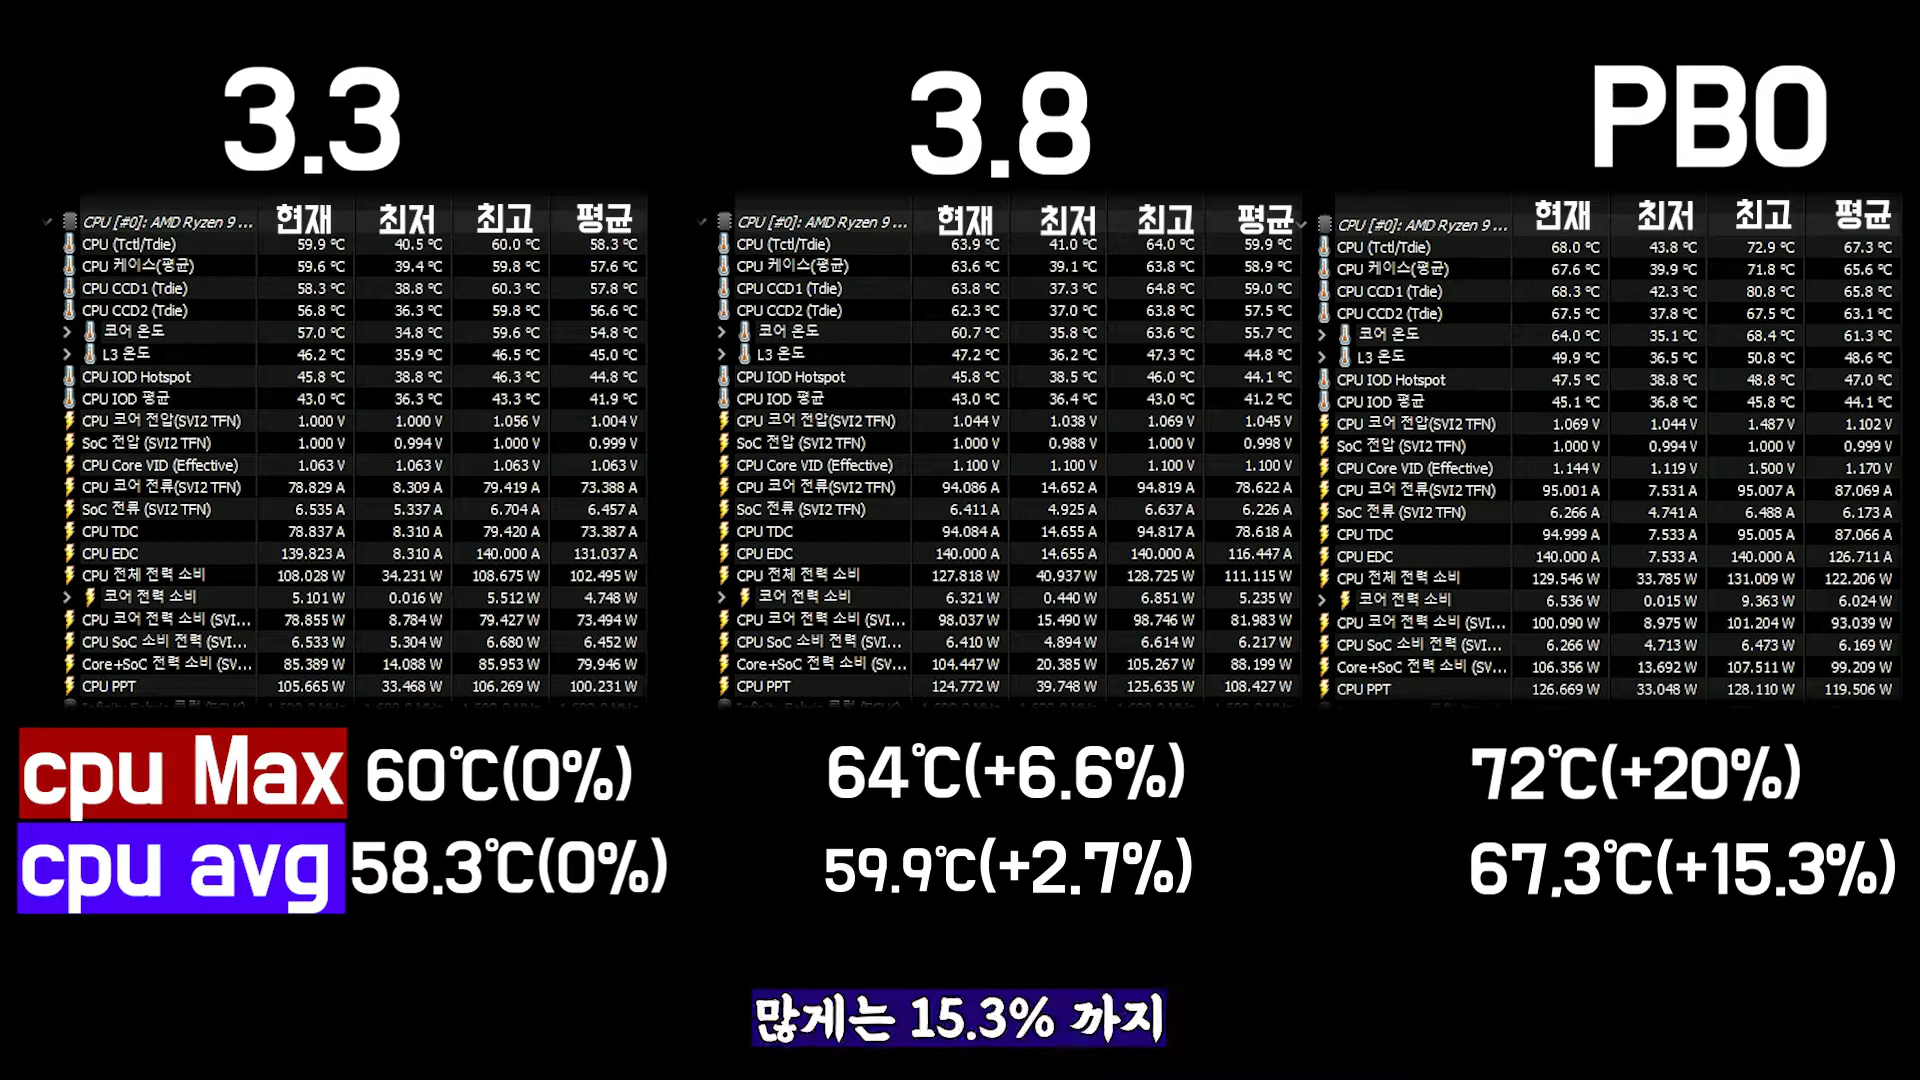 3.3
CPU [#0]: AMD Ryzen 9 ... 현재 최저 최고 평균
CPU (Tctl/Tdie) 59.9 ℃ 40.5 ℃ 60.0 ℃ 58.3 ℃
CPU 케이스(평균) 59.6 ℃ 39.4 ℃ 59.8 ℃ 57.6 ℃
CPU CCD1 (Tdie) 58.3 ℃ 38.8 ℃ 60.3 ℃ 57.8 ℃
CPU CCD2 (Tdie) 56.8 ℃ 36.3 ℃ 59.8 ℃ 56.6 ℃
코어 온도 57.0 ℃ 34.8 ℃ 59.6 ℃ 54.8 ℃
L3 온도 46.2 ℃ 35.9 ℃ 46.5 ℃ 45.0 ℃
CPU IOD Hotspot 45.8 ℃ 38.8 ℃ 46.3 ℃ 44.8 ℃
CPU IOD 평균 43.0 ℃ 36.3 ℃ 43.3 ℃ 41.9 ℃
CPU 코어 전압(SVI2 TFN) 1.000 V 1.000 V 1.056 V 1.004 V
SoC 전압 (SVI2 TFN) 1.000 V 0.994 V 1.000 V 0.999 V
CPU Core VID (Effective) 1.063 V 1.063 V 1.063 V 1.063 V
CPU 코어 전류(SVI2 TFN) 78.829 A 8.309 A 79.419 A 73.388 A
SoC 전류 (SVI2 TFN) 6.535 A 5.337 A 6.704 A 6.457 A
CPU TDC 78.837 A 8.310 A 79.420 A 73.387 A
CPU EDC 139.823 A 8.310 A 140.000 A 131.037 A
CPU 전체 전력 소비 108.028 W 34.231 W 108.675 W 102.495 W
코어 전력 소비 5.101 W 0.016 W 5.512 W 4.748 W
CPU 코어 전력 소비 (SVI... 78.855 W 8.784 W 79.427 W 73.494 W
CPU SoC 소비 전력 (SVI... 6.533 W 5.304 W 6.680 W 6.452 W
Core+SoC 전력 소비 (SV... 85.389 W 14.088 W 85.953 W 79.946 W
CPU PPT 105.665 W 33.468 W 106.269 W 100.231 W
3.8
CPU [#0]: AMD Ryzen 9 ... 현재 최저 최고 평균
CPU (Tctl/Tdie) 63.9 ℃ 41.0 ℃ 64.0 ℃ 59.9 ℃
CPU 케이스(평균) 63.6 ℃ 39.1 ℃ 63.8 ℃ 58.9 ℃
CPU CCD1 (Tdie) 63.8 ℃ 37.3 ℃ 64.8 ℃ 59.0 ℃
CPU CCD2 (Tdie) 62.3 ℃ 37.0 ℃ 63.8 ℃ 57.5 ℃
코어 온도 60.7 ℃ 35.8 ℃ 63.6 ℃ 55.7 ℃
L3 온도 47.2 ℃ 36.2 ℃ 47.3 ℃ 44.8 ℃
CPU IOD Hotspot 45.8 ℃ 38.5 ℃ 46.0 ℃ 44.1 ℃
CPU IOD 평균 43.0 ℃ 36.4 ℃ 43.0 ℃ 41.2 ℃
CPU 코어 전압(SVI2 TFN) 1.044 V 1.038 V 1.069 V 1.045 V
SoC 전압 (SVI2 TFN) 1.000 V 0.988 V 1.000 V 0.998 V
CPU Core VID (Effective) 1.100 V 1.100 V 1.100 V 1.100 V
CPU 코어 전류(SVI2 TFN) 94.086 A 14.652 A 94.819 A 78.622 A
SoC 전류 (SVI2 TFN) 6.411 A 4.925 A 6.637 A 6.226 A
CPU TDC 94.084 A 14.655 A 94.817 A 78.618 A
CPU EDC 140.000 A 14.655 A 140.000 A 116.447 A
CPU 전체 전력 소비 127.818 W 40.937 W 128.725 W 111.115 W
코어 전력 소비 6.321 W 0.440 W 6.851 W 5.235 W
CPU 코어 전력 소비 (SVI... 98.037 W 15.490 W 98.746 W 81.983 W
CPU SoC 소비 전력 (SVI... 6.410 W 4.894 W 6.614 W 6.217 W
Core+SoC 전력 소비 (SV... 104.447 W 20.385 W 105.267 W 88.199 W
CPU PPT 124.772 W 39.748 W 125.635 W 108.427 W
PBO
CPU [#0]: AMD Ryzen 9 ... 현재 최저 최고 평균
CPU (Tctl/Tdie) 68.0 ℃ 43.8 ℃ 72.9 ℃ 67.3 ℃
CPU 케이스(평균) 67.6 ℃ 39.9 ℃ 71.8 ℃ 65.6 ℃
CPU CCD1 (Tdie) 68.3 ℃ 42.3 ℃ 80.8 ℃ 65.8 ℃
CPU CCD2 (Tdie) 67.5 ℃ 37.8 ℃ 67.5 ℃ 63.1 ℃
코어 온도 64.0 ℃ 35.1 ℃ 68.4 ℃ 61.3 ℃
L3 온도 49.9 ℃ 36.5 ℃ 50.8 ℃ 48.6 ℃
CPU IOD Hotspot 47.5 ℃ 38.8 ℃ 48.8 ℃ 47.0 ℃
CPU IOD 평균 45.1 ℃ 36.8 ℃ 45.8 ℃ 44.1 ℃
CPU 코어 전압(SVI2 TFN) 1.069 V 1.044 V 1.487 V 1.102 V
SoC 전압 (SVI2 TFN) 1.000 V 0.994 V 1.000 V 0.999 V
CPU Core VID (Effective) 1.144 V 1.119 V 1.500 V 1.170 V
CPU 코어 전류(SVI2 TFN) 95.001 A 7.531 A 95.007 A 87.069 A
SoC 전류 (SVI2 TFN) 6.266 A 4.741 A 6.488 A 6.173 A
CPU TDC 94.999 A 7.533 A 95.005 A 87.066 A
CPU EDC 140.000 A 7.533 A 140.000 A 126.711 A
CPU 전체 전력 소비 129.546 W 33.785 W 131.009 W 122.206 W
코어 전력 소비 6.536 W 0.015 W 9.363 W 6.024 W
CPU 코어 전력 소비 (SVI... 100.090 W 8.975 W 101.204 W 93.039 W
CPU SoC 소비 전력 (SVI... 6.266 W 4.713 W 6.473 W 6.169 W
Core+SoC 전력 소비 (SV... 106.356 W 13.692 W 107.511 W 99.209 W
CPU PPT 126.669 W 33.048 W 128.110 W 119.506 W
cpu Max 60℃(0%) 64℃(+6.6%) 72℃(+20%)
cpu avg 58.3℃(0%) 59.9℃(+2.7%) 67,3℃(+15.3%)
많게는 15.3% 까지